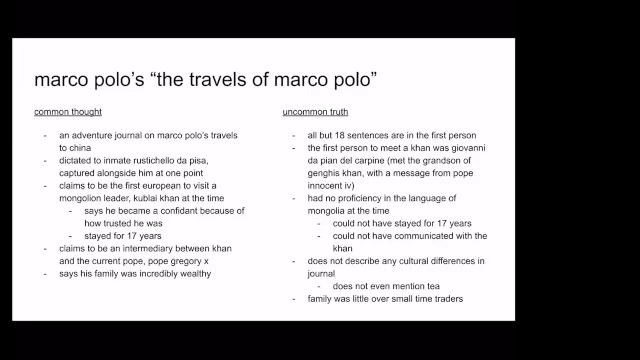 marco polo's “the travels of marco polo”
common thought
- an adventure journal on marco polo's travels
to china
- dictated to inmate rustichello da pisa,
captured alongside him at one point
- claims to be the first european to visit a
mongolion leader, kublai khan at the time
- says he became a confidant because of
how trusted he was
- stayed for 17 years
- claims to be an intermediary between khan
and the current pope, pope gregory x
- says his family was incredibly wealthy
uncommon truth
- all but 18 sentences are in the first person
- the first person to meet a khan was giovanni
da pian del carpine (met the grandson of
genghis khan, with a message from pope
innocent iv)
- had no proficiency in the language of
mongolia at the time
- could not have stayed for 17 years
- could not have communicated with the
khan
- does not describe any cultural differences in
journal
- does not even mention tea
- family was little over small time traders